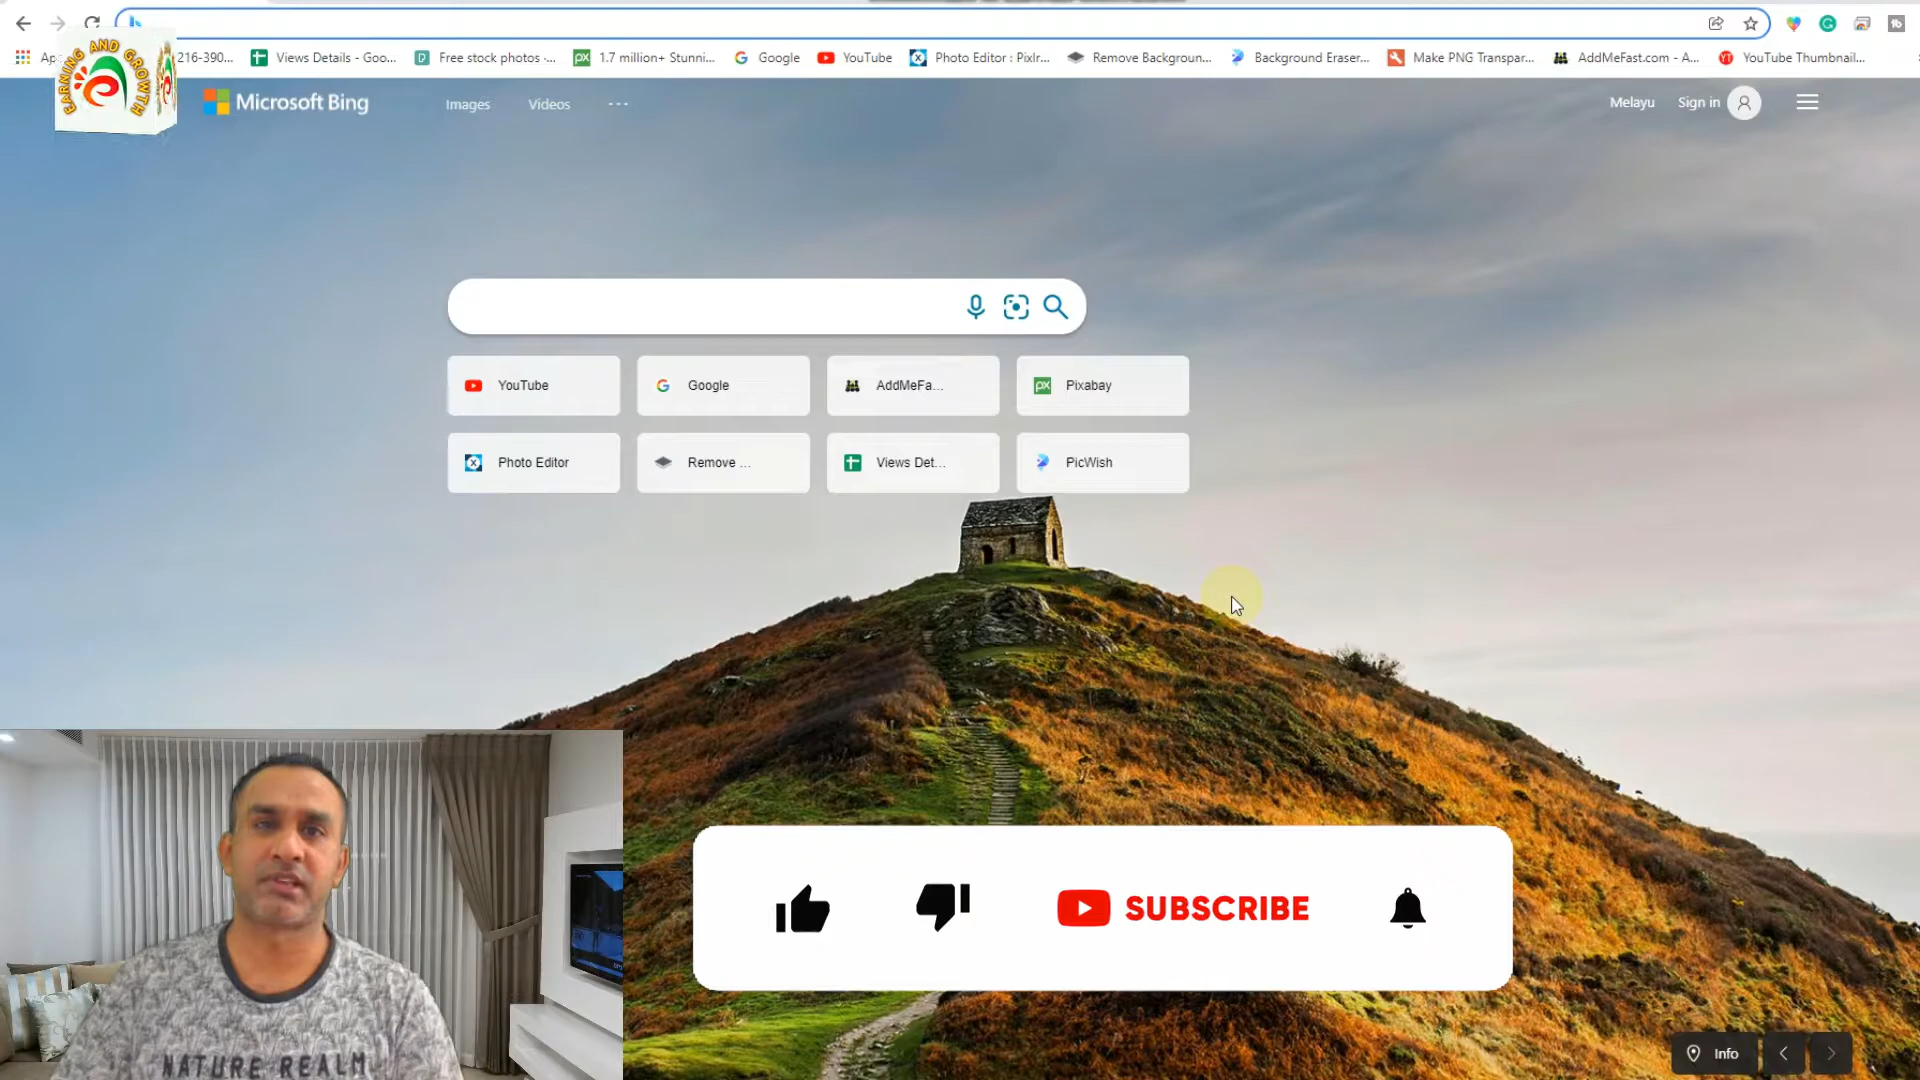 216-390...
Views Details - Goo...
Free stock photos -...
1.7 million+ Stunni...
Google
YouTube
Photo Editor : Pixlr...
Remove Backgroun...
Background Eraser...
Make PNG Transpar...
AddMeFast.com - A...
YouTube Thumbnail...
EARNING AND GROWTH
Microsoft Bing
Images
Videos
Melayu
Sign in
YouTube
Google
AddMeFa...
Pixabay
Photo Editor
Remove ...
Views Det...
PicWish
SUBSCRIBE
NATURE REALM
Info